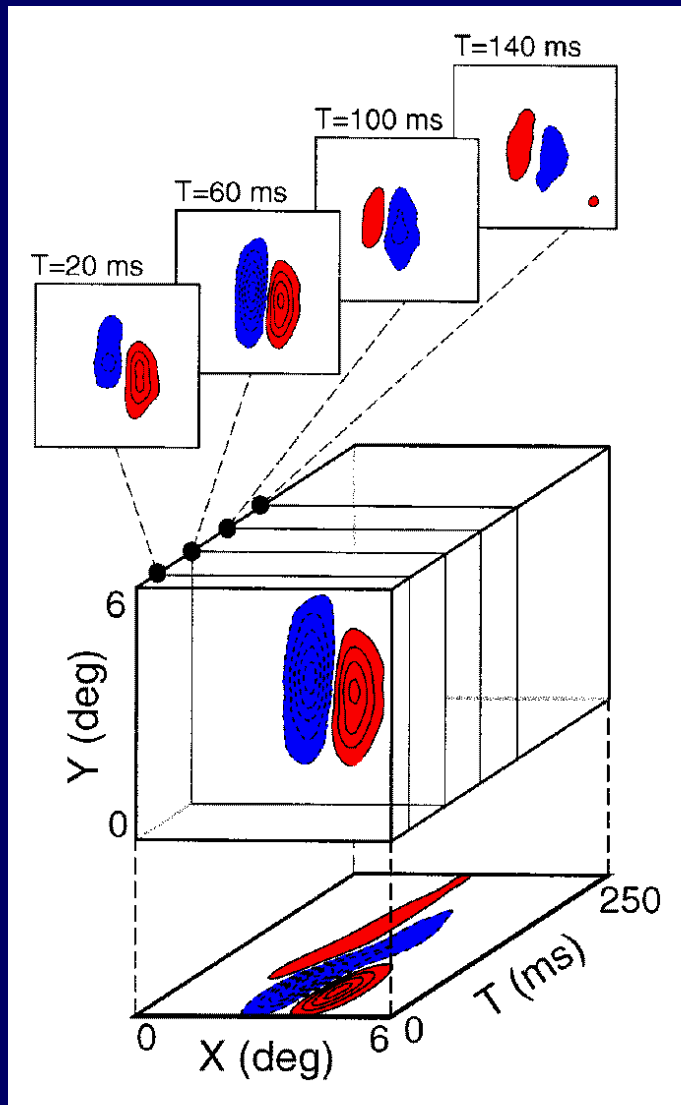 T=140 ms
T=100 ms
T=60 ms
T=20 ms
6
Y (deg)
0
250
T (ms)
0
X (deg)
6
0